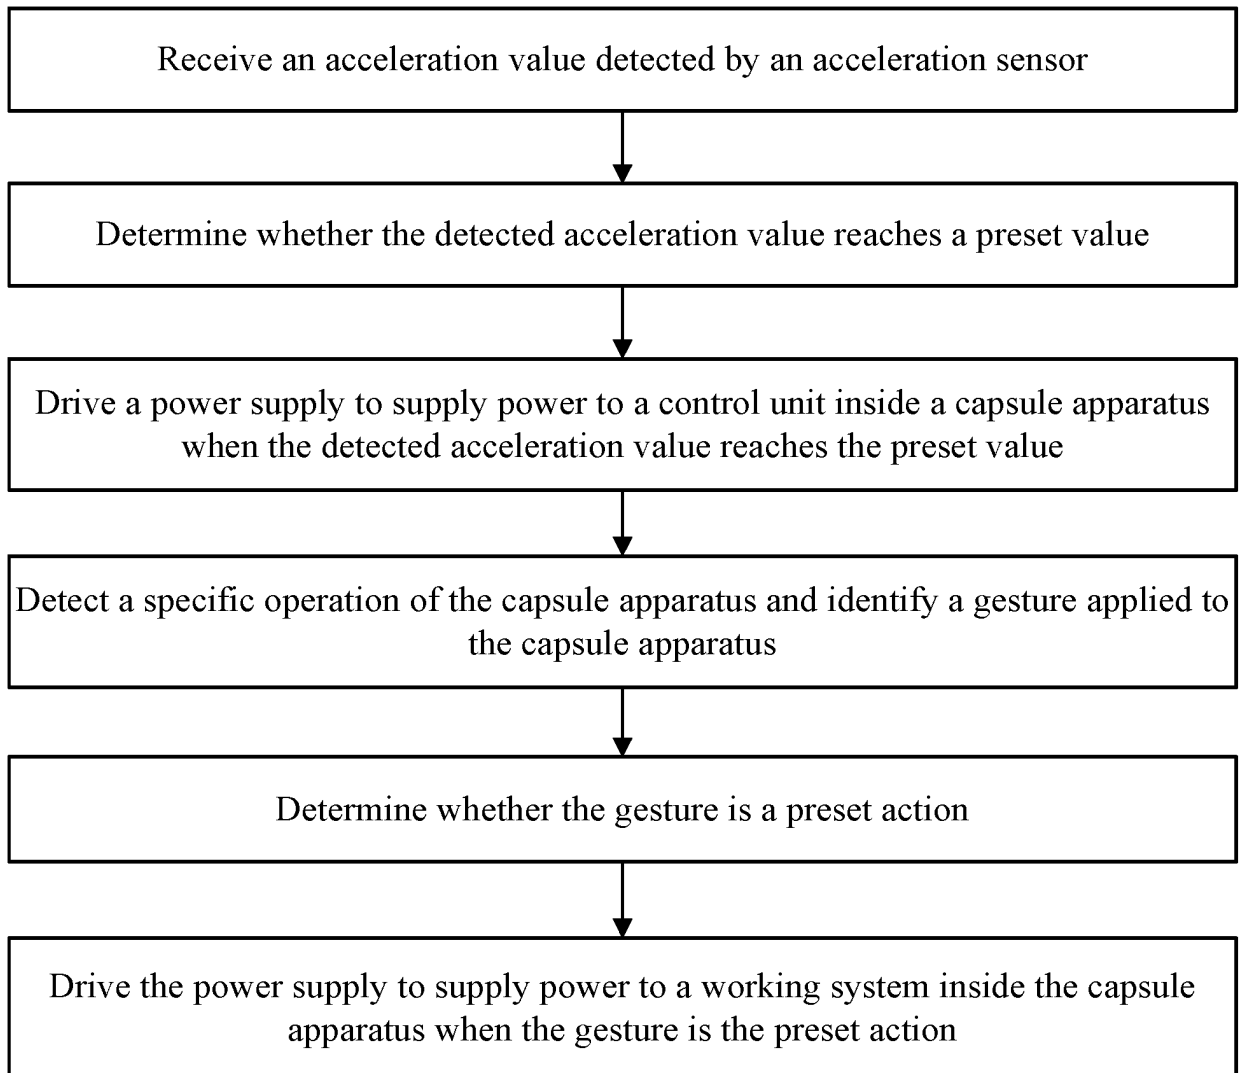 Receive an acceleration value detected by an acceleration sensor
Determine whether the detected acceleration value reaches a preset value
Drive a power supply to supply power to a control unit inside a capsule apparatus
when the detected acceleration value reaches the preset value
Detect a specific operation of the capsule apparatus and identify a gesture applied to
the capsule apparatus
Determine whether the gesture is a preset action
Drive the power supply to supply power to a working system inside the capsule
apparatus when the gesture is the preset action